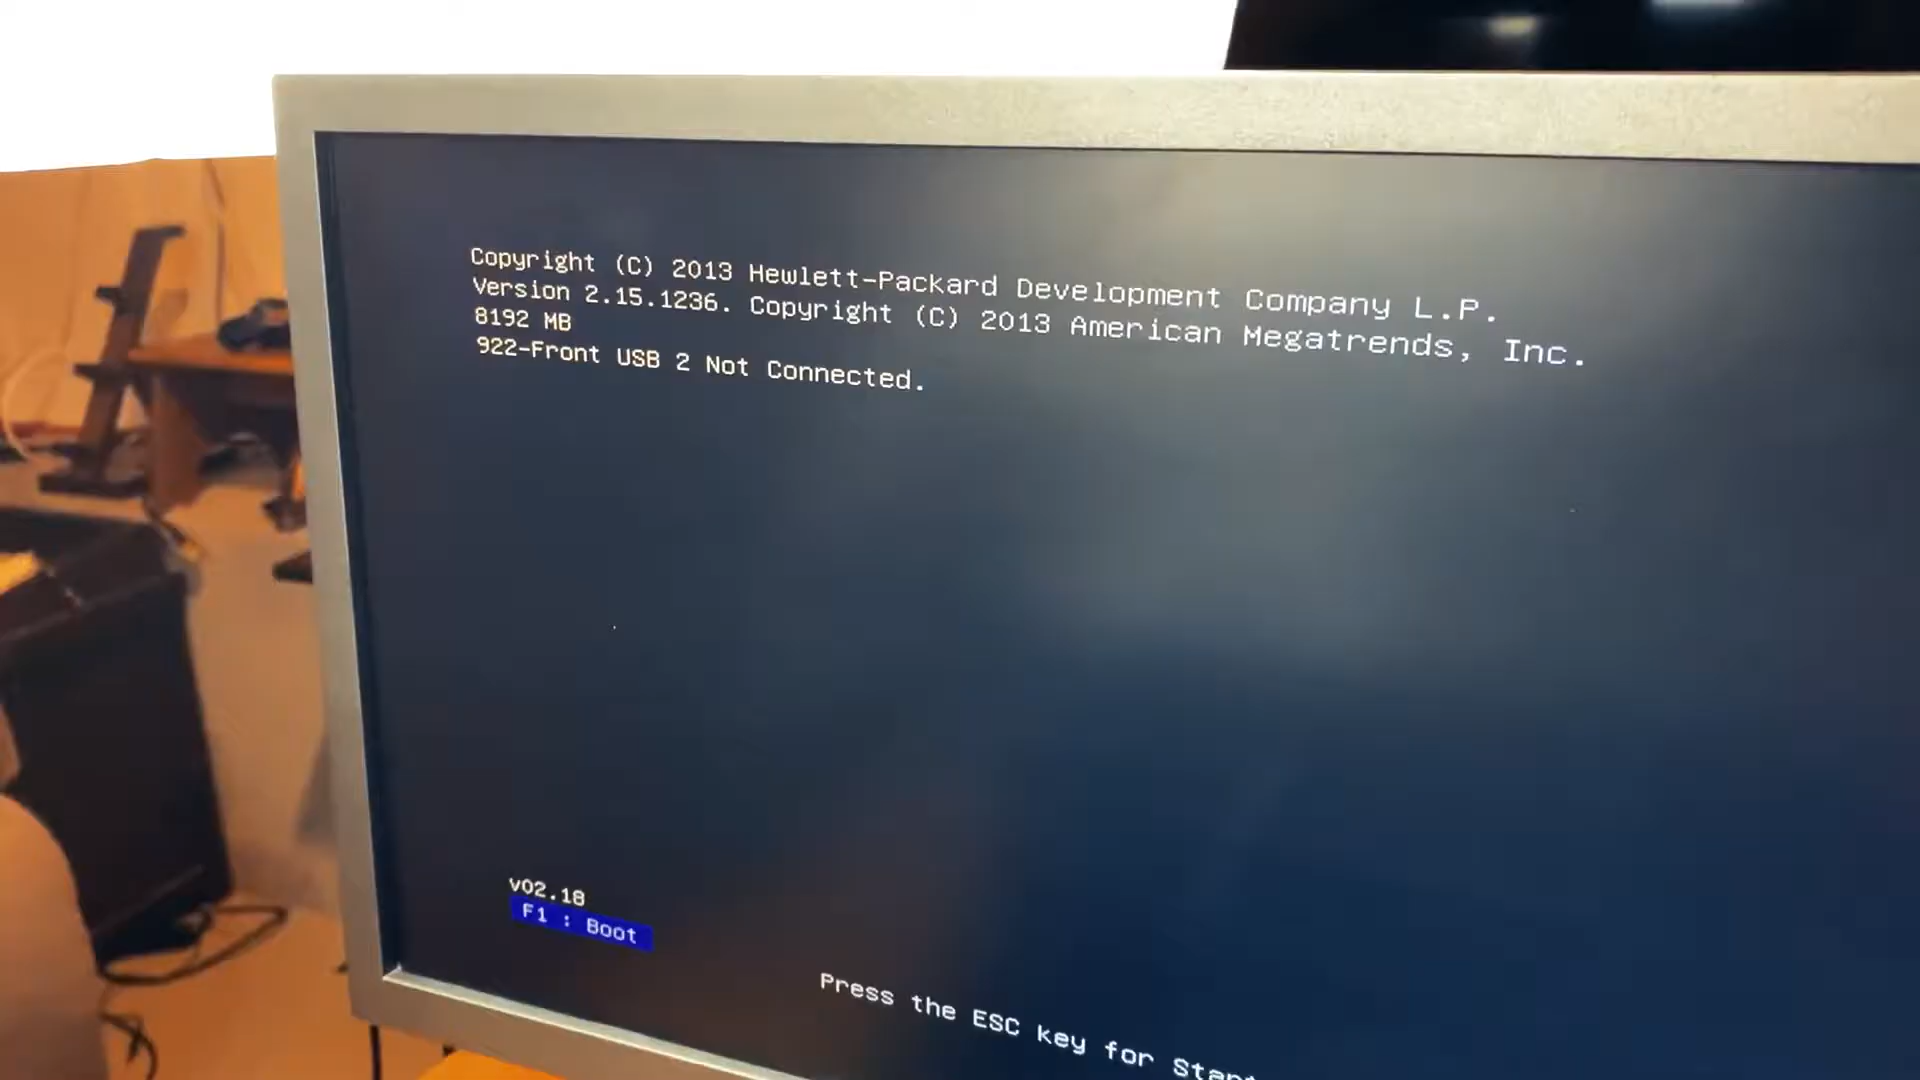 Copyright (C) 2013 Hewlett-Packard Development Company L.P.
Version 2.15.1236. Copyright (C) 2013 American Megatrends, Inc.
8192 MB
922-Front USB 2 Not Connected.
v02.18
F1 : Boot
Press the ESC key for